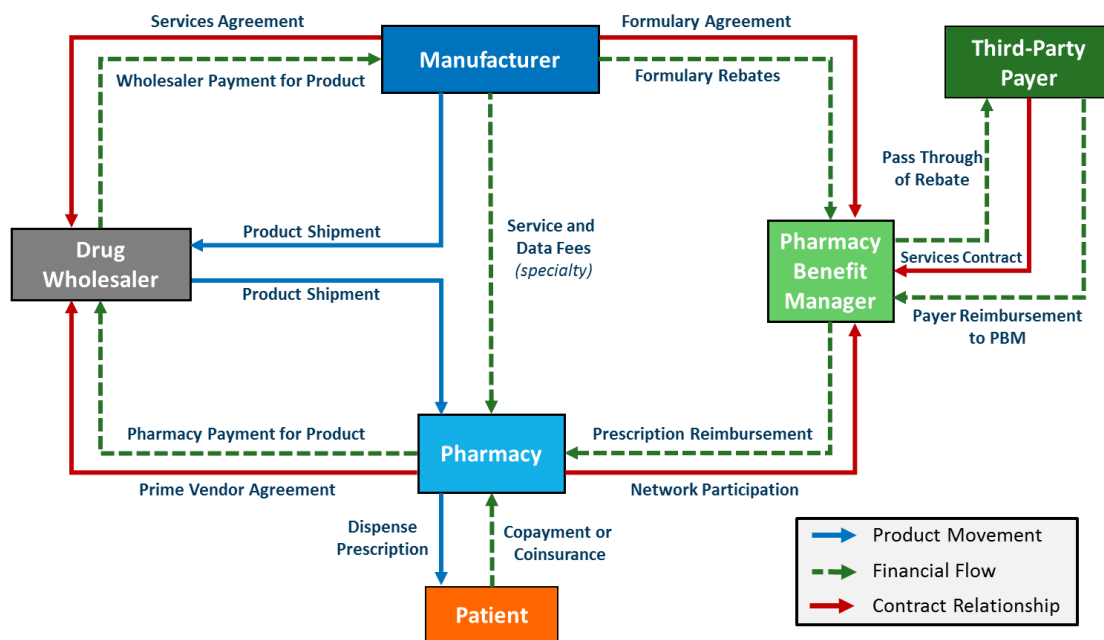 Services Agreement
Formulary Agreement
Manufacturer
Third-Party
Payer
Wholesaler Payment for Product
Formulary Rebates
Pass Through
of Rebate
Product Shipment
Service and
Data Fees
(specialty)
Drug
Wholesaler
Pharmacy
Benefit
Manager
Services Contract
Product Shipment
Payer Reimbursement
to PBM
Pharmacy Payment for Product
Prescription Reimbursement
Pharmacy
Prime Vendor Agreement
Network Participation
Dispense
Prescription
Copayment or
Coinsurance
Patient
Product Movement
Financial Flow
Contract Relationship